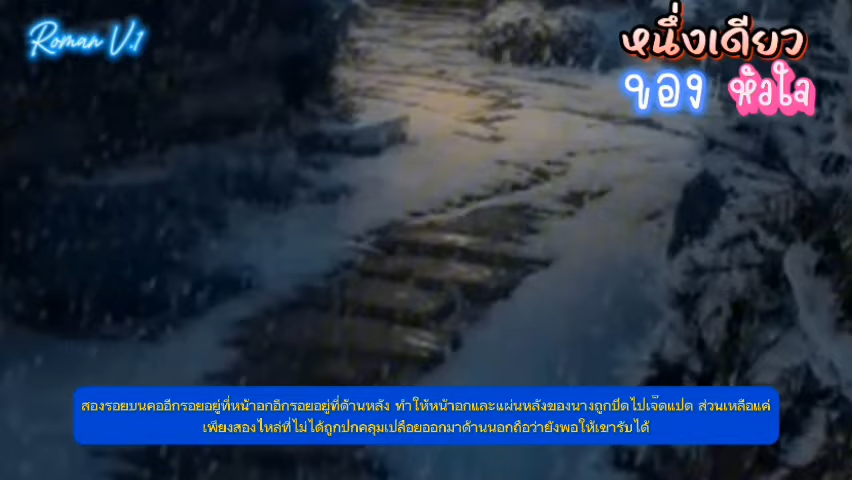 Roman V.1
หนึ่งเดียว
ของ หัวใจ
สองรอยบนคออีกรอยอยู่ที่หน้าอกอีกรอยอยู่ที่ด้านหลัง ทำให้หน้าอกและแผ่นหลังของนางถูกปิดไปเจ็ดแปด ส่วนเหลือแค่
เพียงสองไหล่ที่ไม่ได้ถูกปกคลุมเปลือยออกมาด้านนอกถือว่ายังพอให้เขารับได้